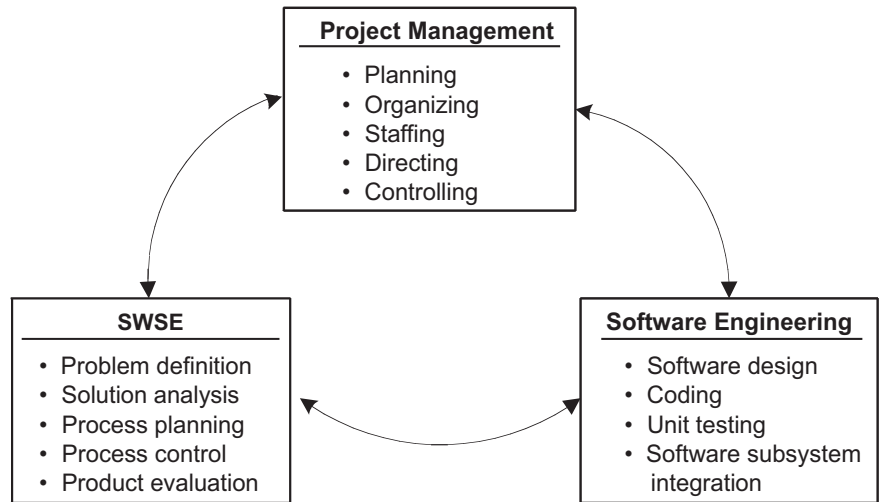 Project Management
• Planning
• Organizing
• Staffing
• Directing
• Controlling
SWSE
• Problem definition
• Solution analysis
• Process planning
• Process control
• Product evaluation
Software Engineering
• Software design
• Coding
• Unit testing
• Software subsystem
integration